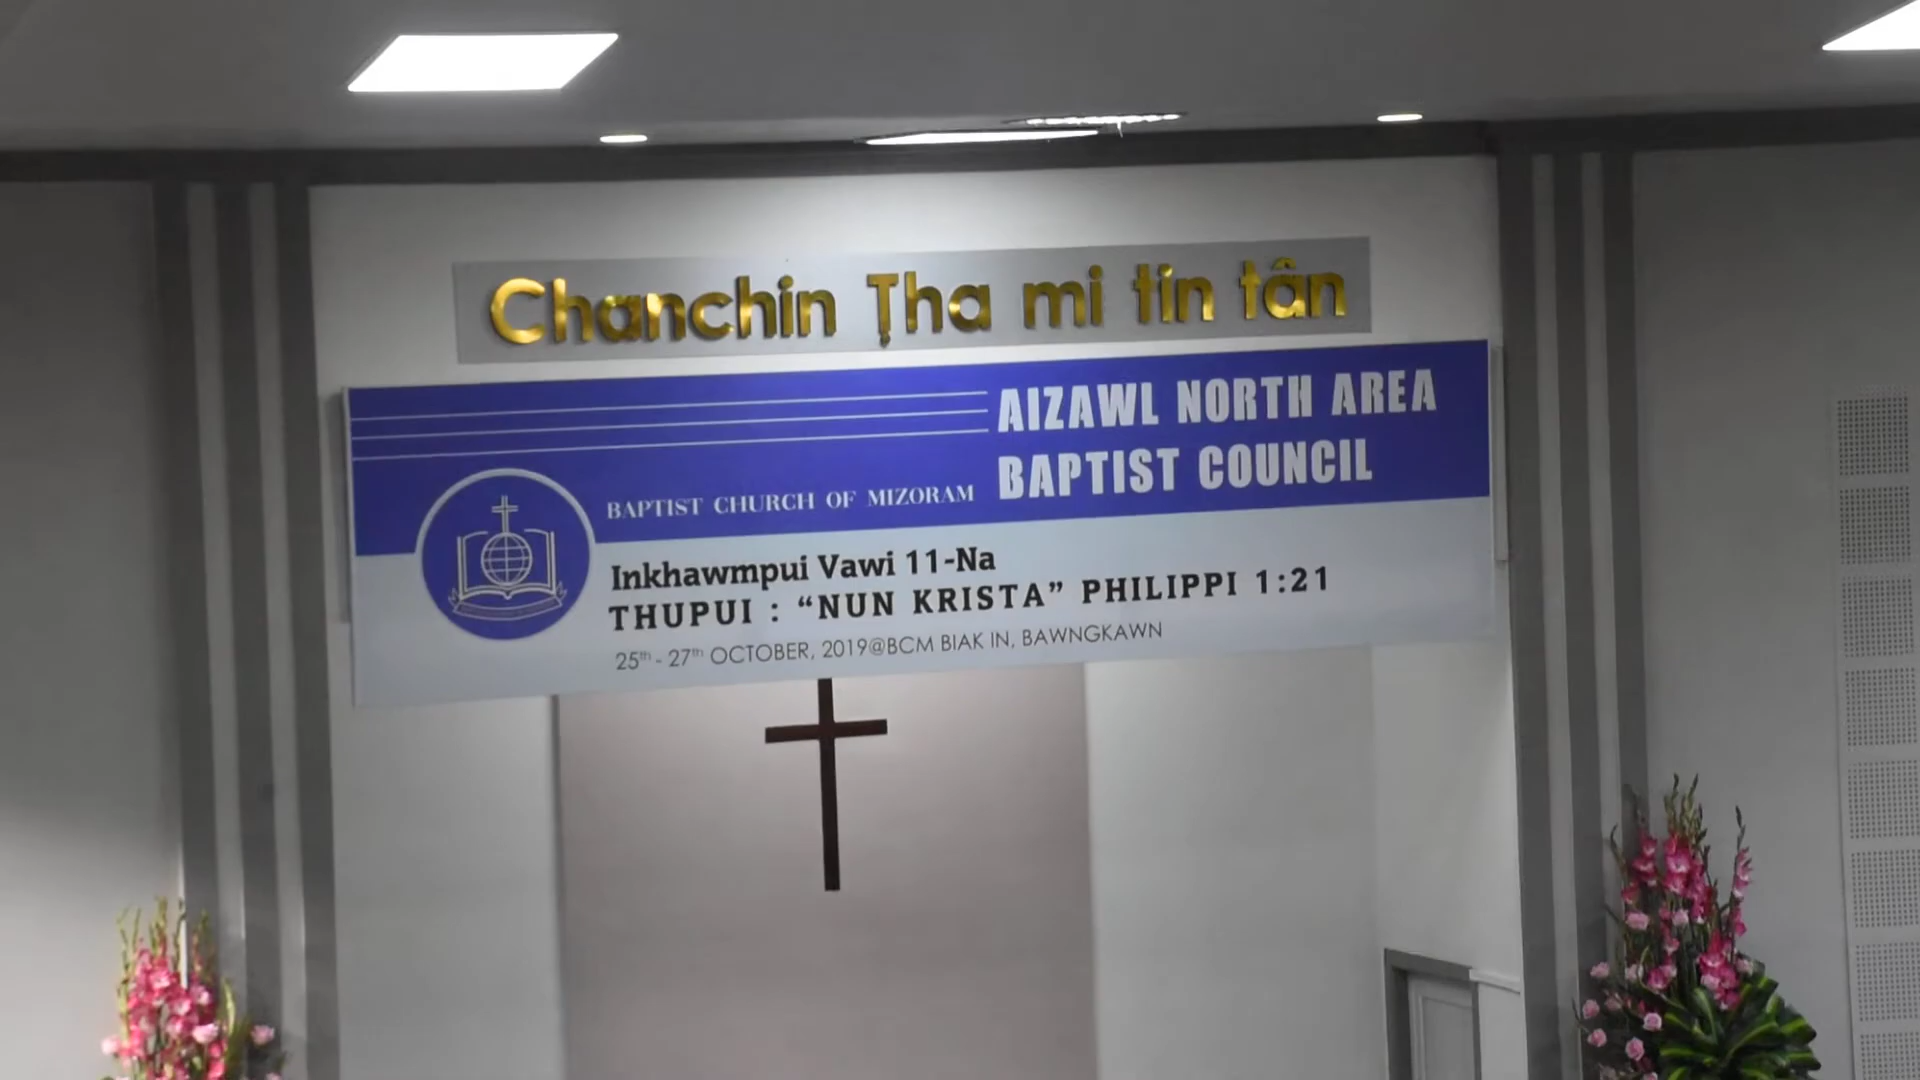 Chanchin Ṭha mi tin tân
AIZAWL NORTH AREA
BAPTIST COUNCIL
BAPTIST CHURCH OF MIZORAM
Inkhawmpui Vawi 11-Na
THUPUI : “NUN KRISTA” PHILIPPI 1:21
25th - 27th OCTOBER, 2019@BCM BIAK IN, BAWNGKAWN